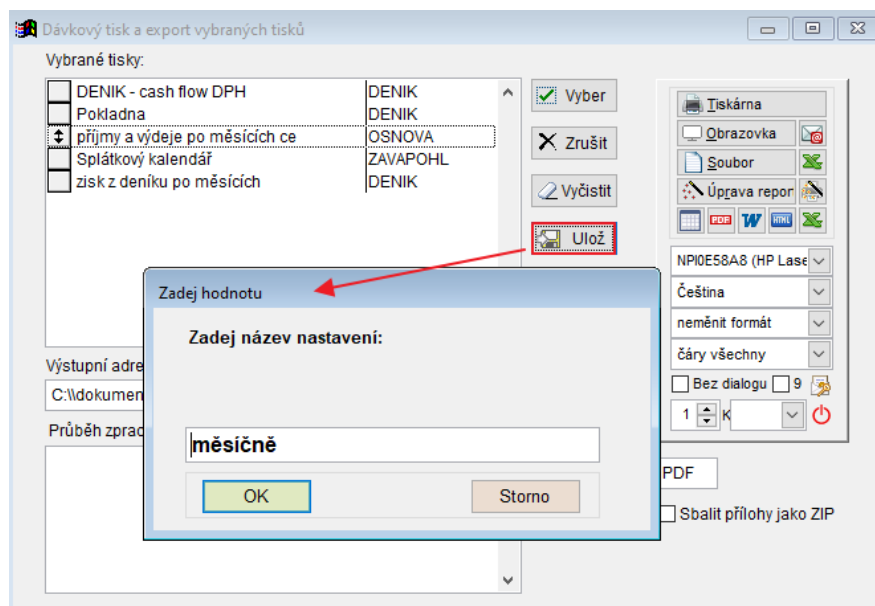 Dávkový tisk a export vybraných tisků
Vybrané tisky:
DENIK - cash flow DPH DENIK
Pokladna DENIK
příjmy a výdeje po měsících ce OSNOVA
Splátkový kalendář ZAVAPOHL
zisk z deníku po měsících DENIK
Vyber
Zrušit
Vyčistit
Ulož
Tiskárna
Obrazovka
Soubor
Úprava repor
PDF W HTML
NPI0E58A8 (HP Lase
Čeština
neměnit formát
čáry všechny
Bez dialogu 9
1 K
Zadej hodnotu
Zadej název nastavení:
měsíčně
OK Storno
Výstupní adre
C:\\dokumen
Průběh zprac
PDF
Sbalit přílohy jako ZIP